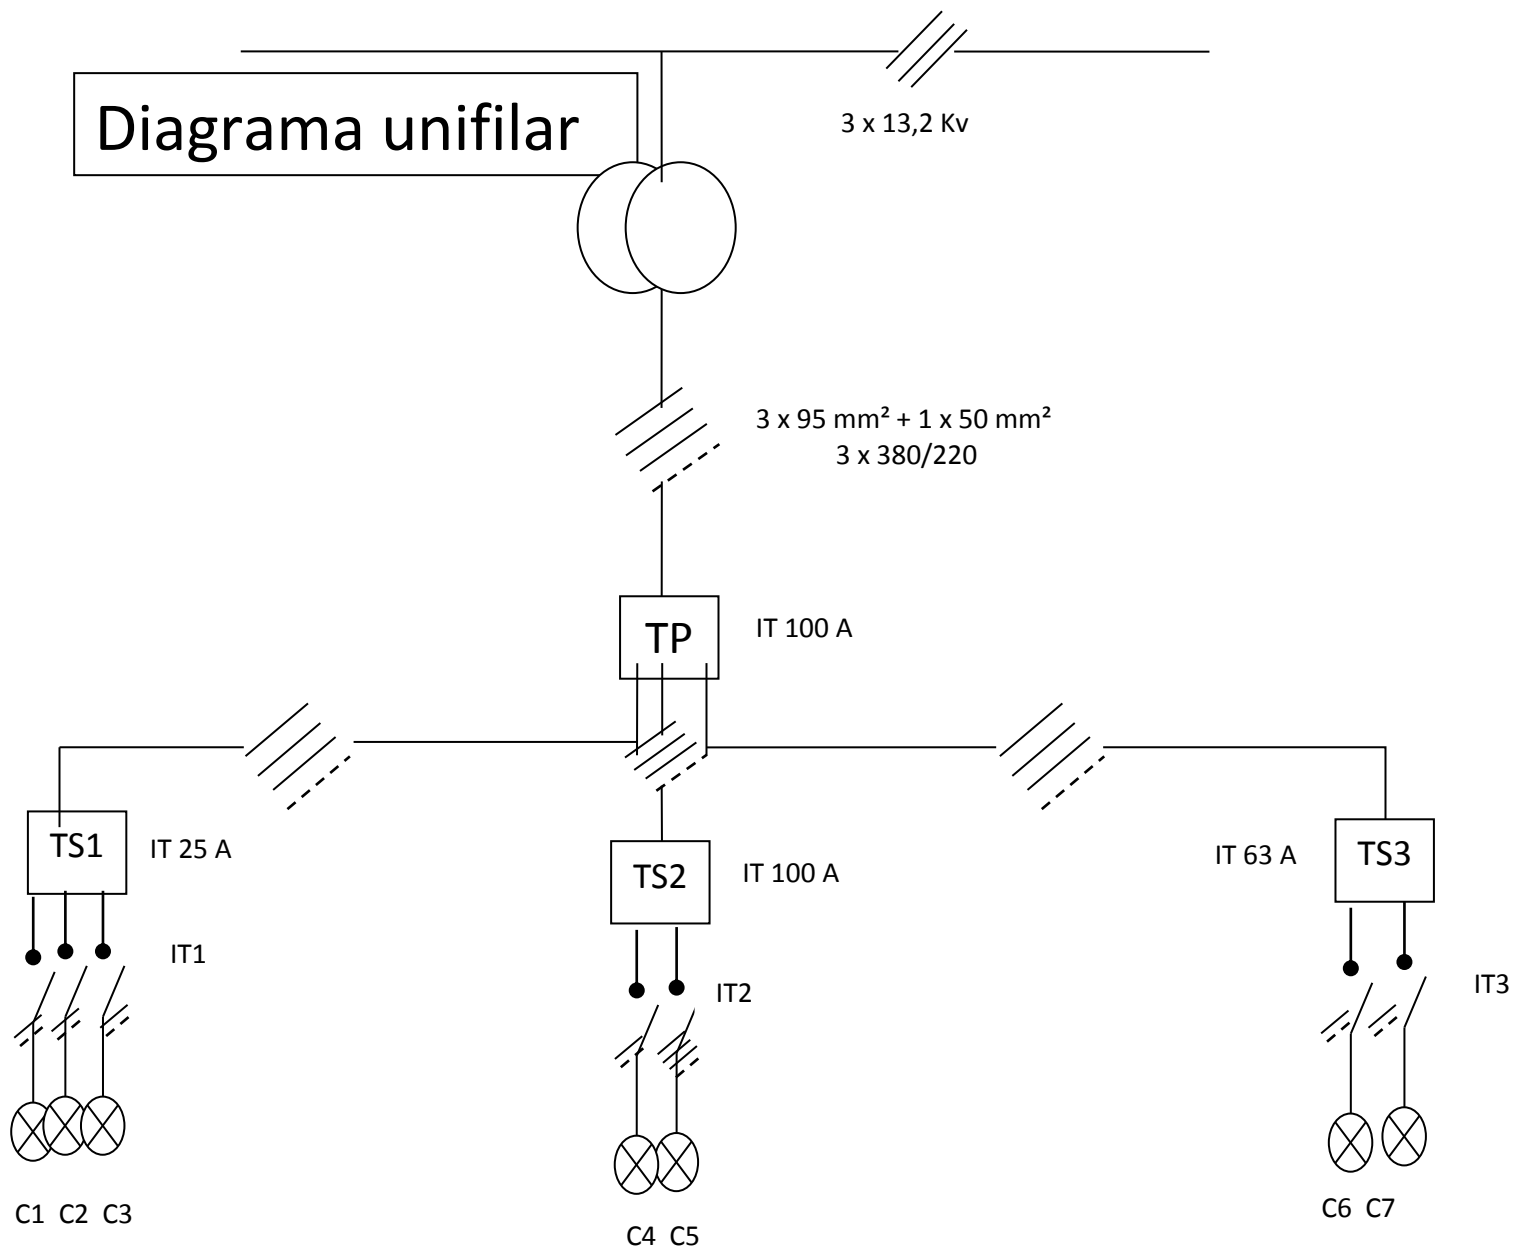 3 x 13,2 Kv
Diagrama unifilar
3 x 95 mm² + 1 x 50 mm²
3 x 380/220
TP
IT 100 A
TS1
IT 25 A
TS2
IT 100 A
IT 63 A
TS3
IT1
IT2
IT3
C1 C2 C3
C4 C5
C6 C7